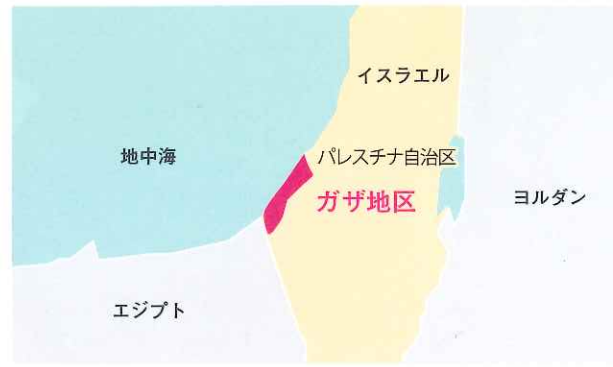 イスラエル
地中海
パレスチナ自治区
ガザ地区
ヨルダン
エジプト